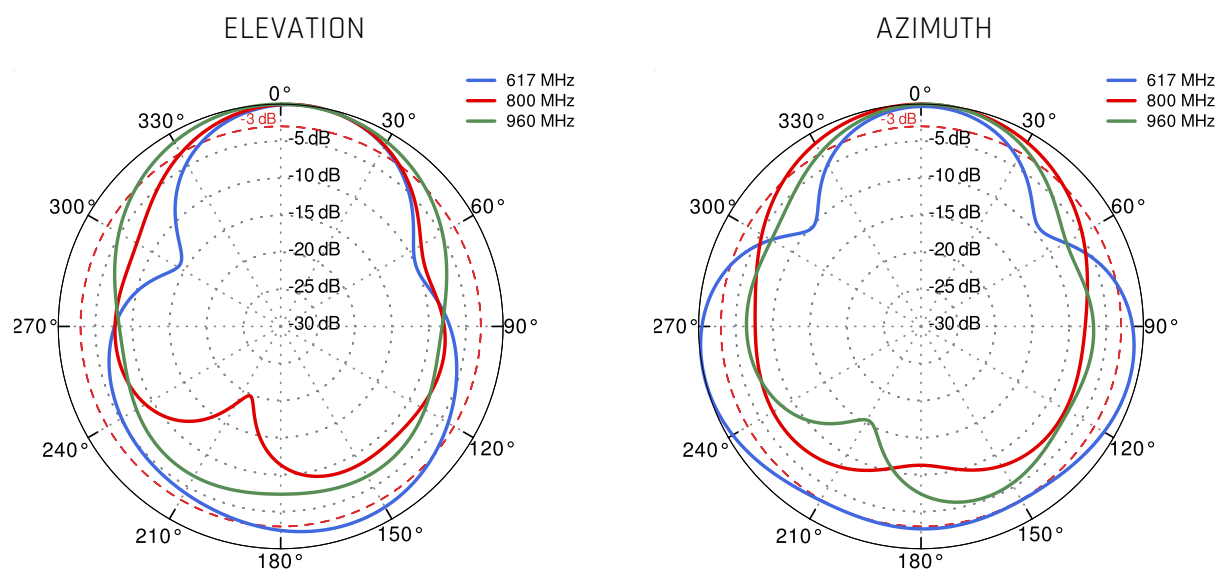 ELEVATION
617 MHz
800 MHz
960 MHz
0°
30°
60°
90°
120°
150°
180°
210°
240°
270°
300°
330°
-3 dB
-5 dB
-10 dB
-15 dB
-20 dB
-25 dB
-30 dB
AZIMUTH
617 MHz
800 MHz
960 MHz
0°
30°
60°
90°
120°
150°
180°
210°
240°
270°
300°
330°
-3 dB
-5 dB
-10 dB
-15 dB
-20 dB
-25 dB
-30 dB